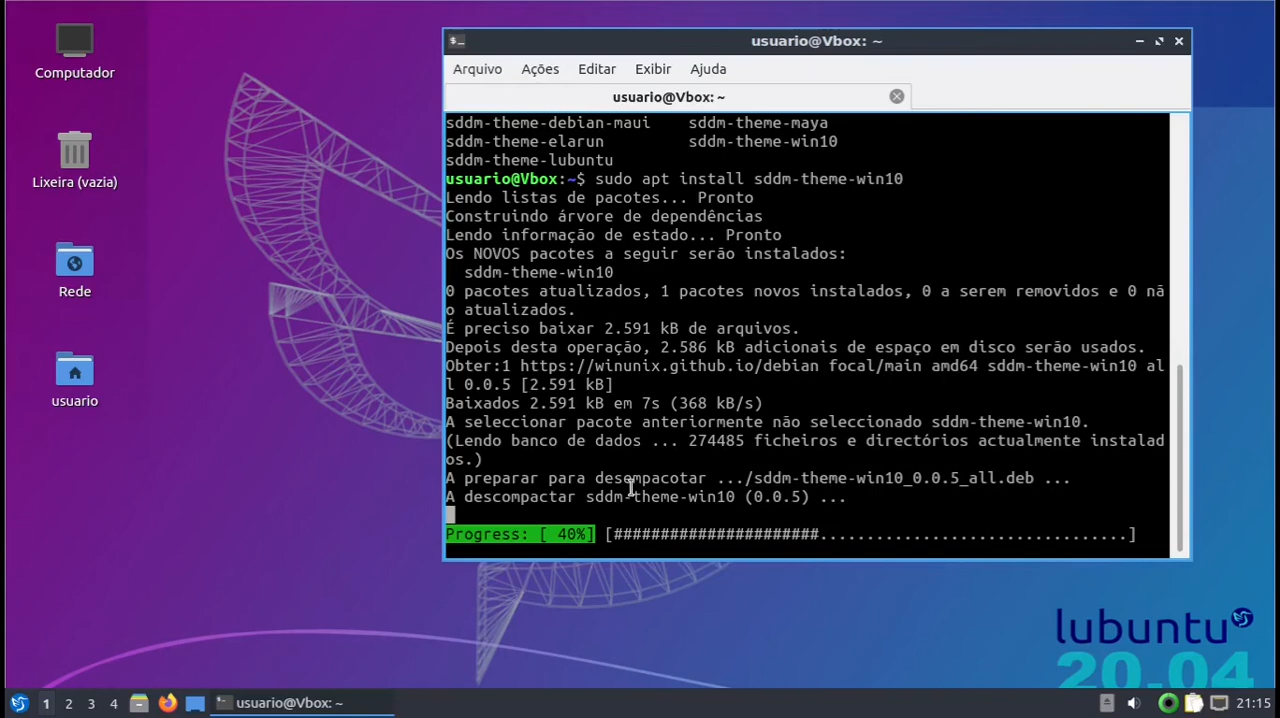 Computador
Lixeira (vazia)
Rede
usuario
usuario@Vbox: ~
Arquivo Ações Editar Exibir Ajuda
usuario@Vbox: ~
sddm-theme-debian-maui sddm-theme-maya
sddm-theme-elarun sddm-theme-win10
sddm-theme-lubuntu
usuario@Vbox:~$ sudo apt install sddm-theme-win10
Lendo listas de pacotes... Pronto
Construindo árvore de dependências
Lendo informação de estado... Pronto
Os NOVOS pacotes a seguir serão instalados:
sddm-theme-win10
0 pacotes atualizados, 1 pacotes novos instalados, 0 a serem removidos e 0 nã
o atualizados.
É preciso baixar 2.591 kB de arquivos.
Depois desta operação, 2.586 kB adicionais de espaço em disco serão usados.
Obter:1 https://winunix.github.io/debian focal/main amd64 sddm-theme-win10 al
l 0.0.5 [2.591 kB]
Baixados 2.591 kB em 7s (368 kB/s)
A seleccionar pacote anteriormente não seleccionado sddm-theme-win10.
(Lendo banco de dados ... 274485 ficheiros e directórios actualmente instalad
os.)
A preparar para desempacotar .../sddm-theme-win10_0.0.5_all.deb ...
A descompactar sddm-theme-win10 (0.0.5) ...
Progress: [ 40%] [######################.................................]
lubuntu
20.04
1 2 3 4 usuario@Vbox: ~ 21:15